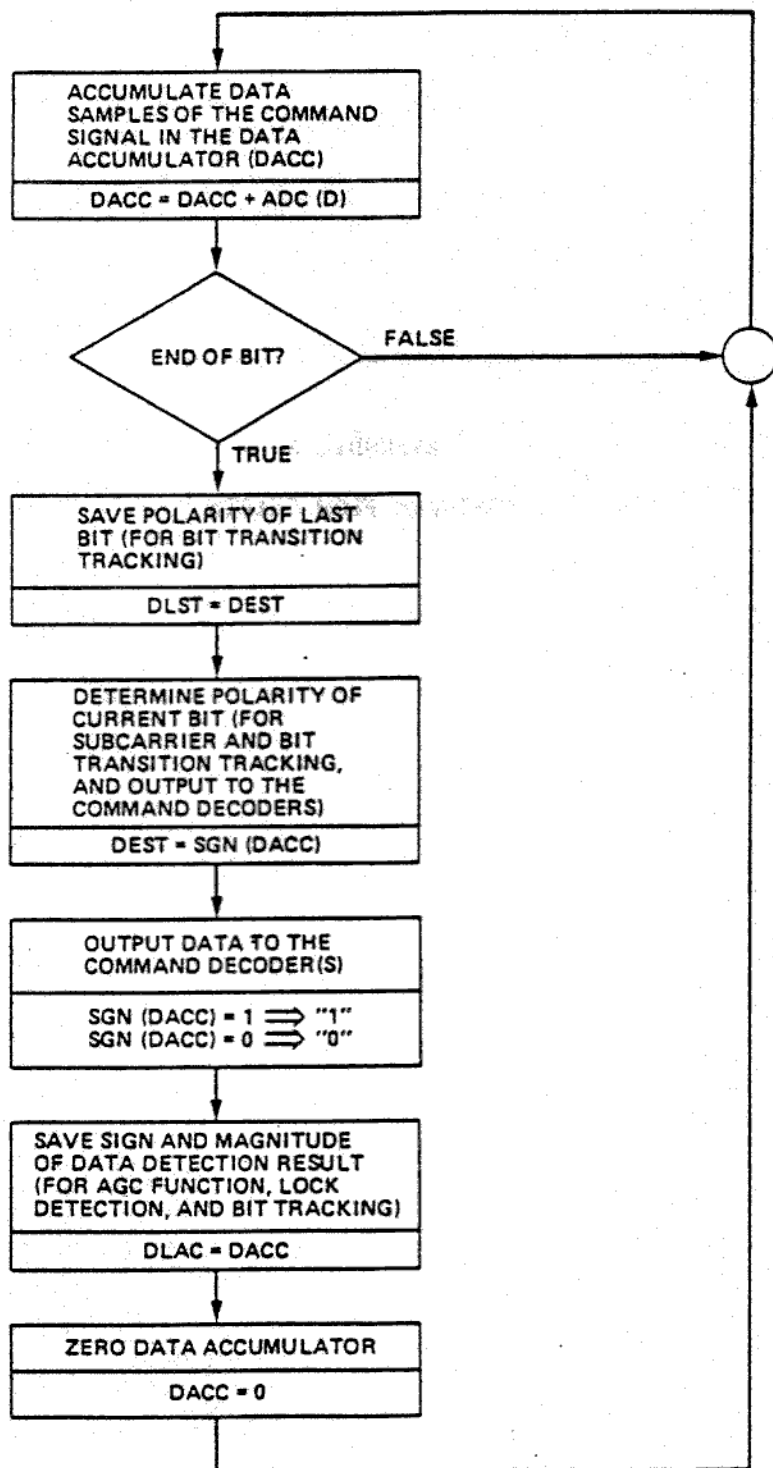 ACCUMULATE DATA
SAMPLES OF THE COMMAND
SIGNAL IN THE DATA
ACCUMULATOR (DACC)
DACC = DACC + ADC (D)
END OF BIT?
FALSE
TRUE
SAVE POLARITY OF LAST
BIT (FOR BIT TRANSITION
TRACKING)
DLST = DEST
DETERMINE POLARITY OF
CURRENT BIT (FOR
SUBCARRIER AND BIT
TRANSITION TRACKING,
AND OUTPUT TO THE
COMMAND DECODERS)
DEST = SGN (DACC)
OUTPUT DATA TO THE
COMMAND DECODER(S)
SGN (DACC) = 1 ⟹ "1"
SGN (DACC) = 0 ⟹ "0"
SAVE SIGN AND MAGNITUDE
OF DATA DETECTION RESULT
(FOR AGC FUNCTION, LOCK
DETECTION, AND BIT TRACKING)
DLAC = DACC
ZERO DATA ACCUMULATOR
DACC = 0